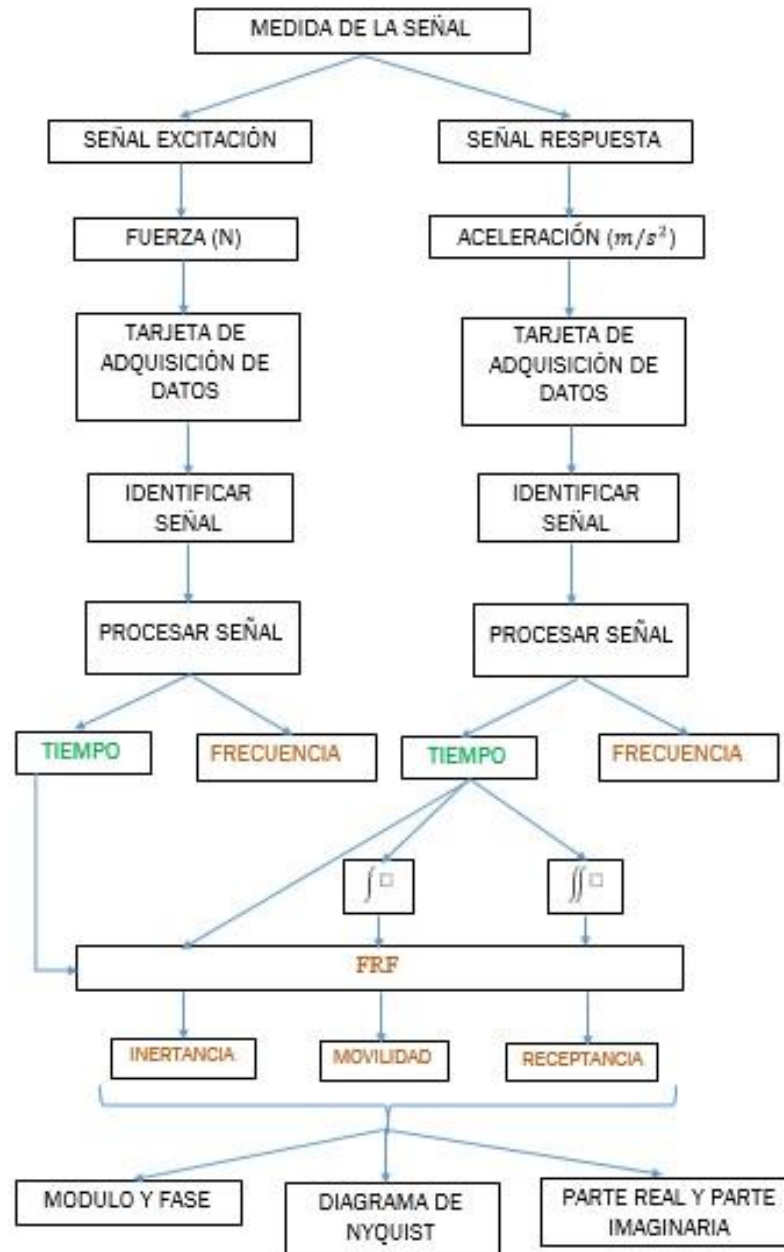 MEDIDA DE LA SEÑAL
SEÑAL EXCITACIÓN
SEÑAL RESPUESTA
FUERZA (N)
ACELERACIÓN (m/s²)
TARJETA DE
ADQUISICIÓN DE
DATOS
TARJETA DE
ADQUISICIÓN DE
DATOS
IDENTIFICAR
SEÑAL
IDENTIFICAR
SEÑAL
PROCESAR SEÑAL
PROCESAR SEÑAL
TIEMPO
FRECUENCIA
TIEMPO
FRECUENCIA
∫ □
∬ □
FRF
INERTANCIA
MOVILIDAD
RECEPTANCIA
MODULO Y FASE
DIAGRAMA DE
NYQUIST
PARTE REAL Y PARTE
IMAGINARIA